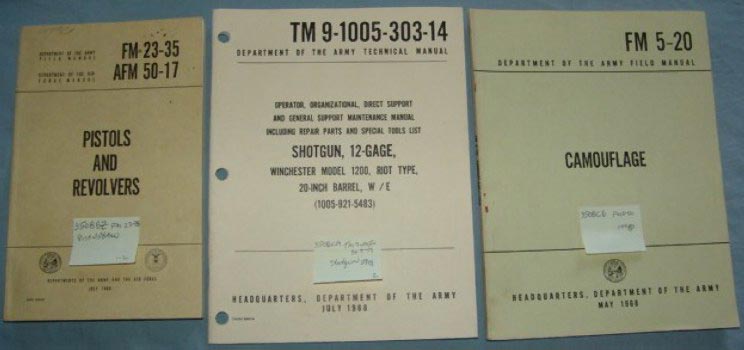 DEPARTMENT OF THE ARMY
FIELD MANUAL
FM-23-35
DEPARTMENT OF THE AIR
FORCE MANUAL
AFM 50-17
PISTOLS
AND
REVOLVERS
DEPARTMENTS OF THE ARMY AND THE AIR FORCE
JULY
TM 9-1005-303-14
DEPARTMENT OF THE ARMY TECHNICAL MANUAL
OPERATOR, ORGANIZATIONAL, DIRECT SUPPORT
AND GENERAL SUPPORT MAINTENANCE MANUAL
INCLUDING REPAIR PARTS AND SPECIAL TOOLS LIST
SHOTGUN, 12-GAGE,
WINCHESTER MODEL 1200, RIOT TYPE,
20-INCH BARREL, W / E
(1005-921-5483)
HEADQUARTERS, DEPARTMENT OF THE ARMY
JULY 1968
FM 5-20
DEPARTMENT OF THE ARMY FIELD MANUAL
CAMOUFLAGE
HEADQUARTERS, DEPARTMENT OF THE ARMY
MAY 1968